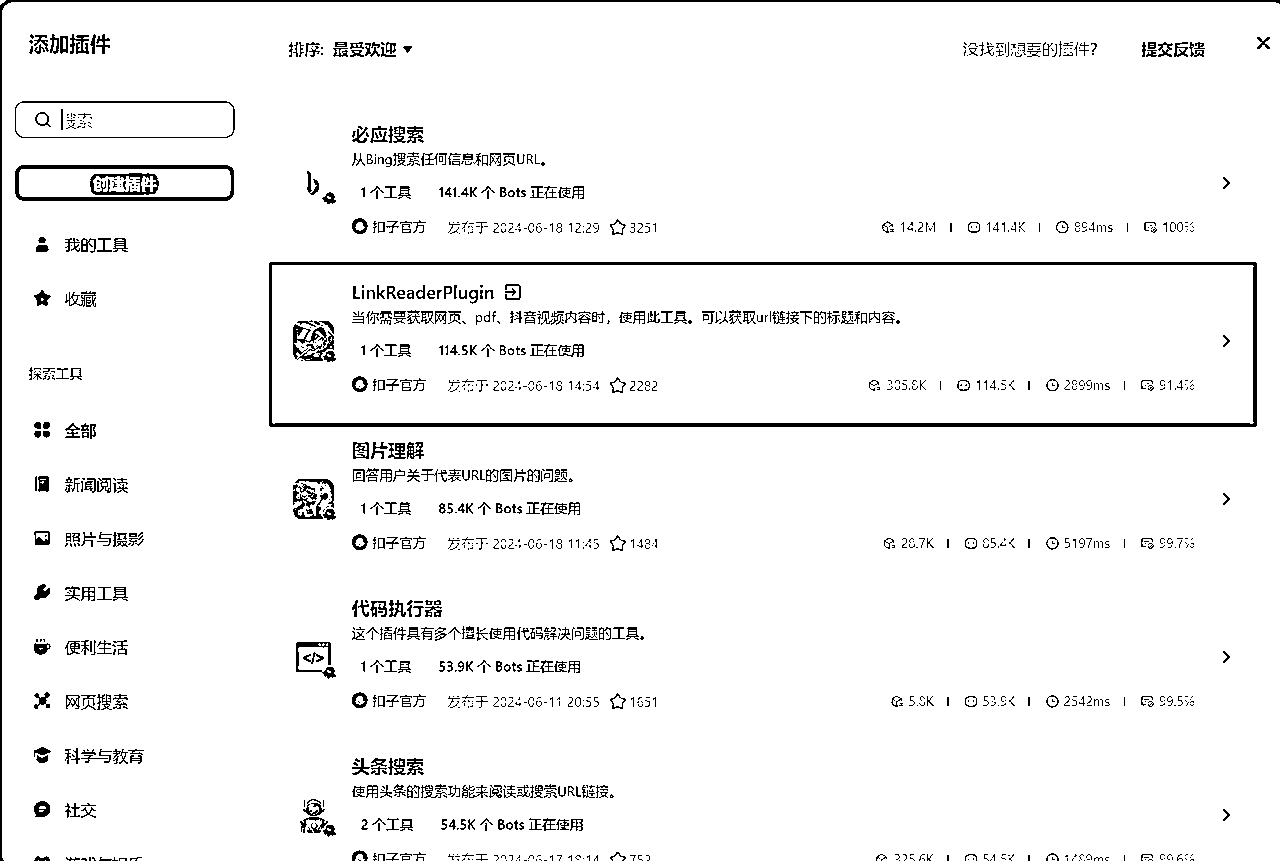 添加插件
排序: 最受欢迎
没找到想要的插件?
提交反馈
搜索
创建插件
我的工具
收藏
探索工具
全部
新闻阅读
照片与摄影
实用工具
便利生活
网页搜索
科学与教育
社交
必应搜索
从Bing搜索任何信息和网页URL。
1 个工具 141.4K 个 Bots 正在使用
扣子官方 发布于 2024-06-18 12:29 3251 14.2M 141.4K 894ms 100%
LinkReaderPlugin
当你需要获取网页、pdf、抖音视频内容时，使用此工具。可以获取url链接下的标题和内容。
1 个工具 114.5K 个 Bots 正在使用
扣子官方 发布于 2024-06-18 14:54 2282 114.5K 2899ms 91.4%
图片理解
回答用户关于代表URL的图片的问题。
1 个工具 85.4K 个 Bots 正在使用
扣子官方 发布于 2024-06-18 11:45 1484 85.4K 5197ms 99.7%
代码执行器
这个插件具有多个擅长使用代码解决问题的工具。
1 个工具 53.9K 个 Bots 正在使用
扣子官方 发布于 2024-06-11 20:55 1651 53.9K 2542ms 99.5%
头条搜索
使用头条的搜索功能来阅读或搜索URL链接。
2 个工具 54.5K 个 Bots 正在使用
扣子官方 发布于 2024-06-17 18:14 54.5K